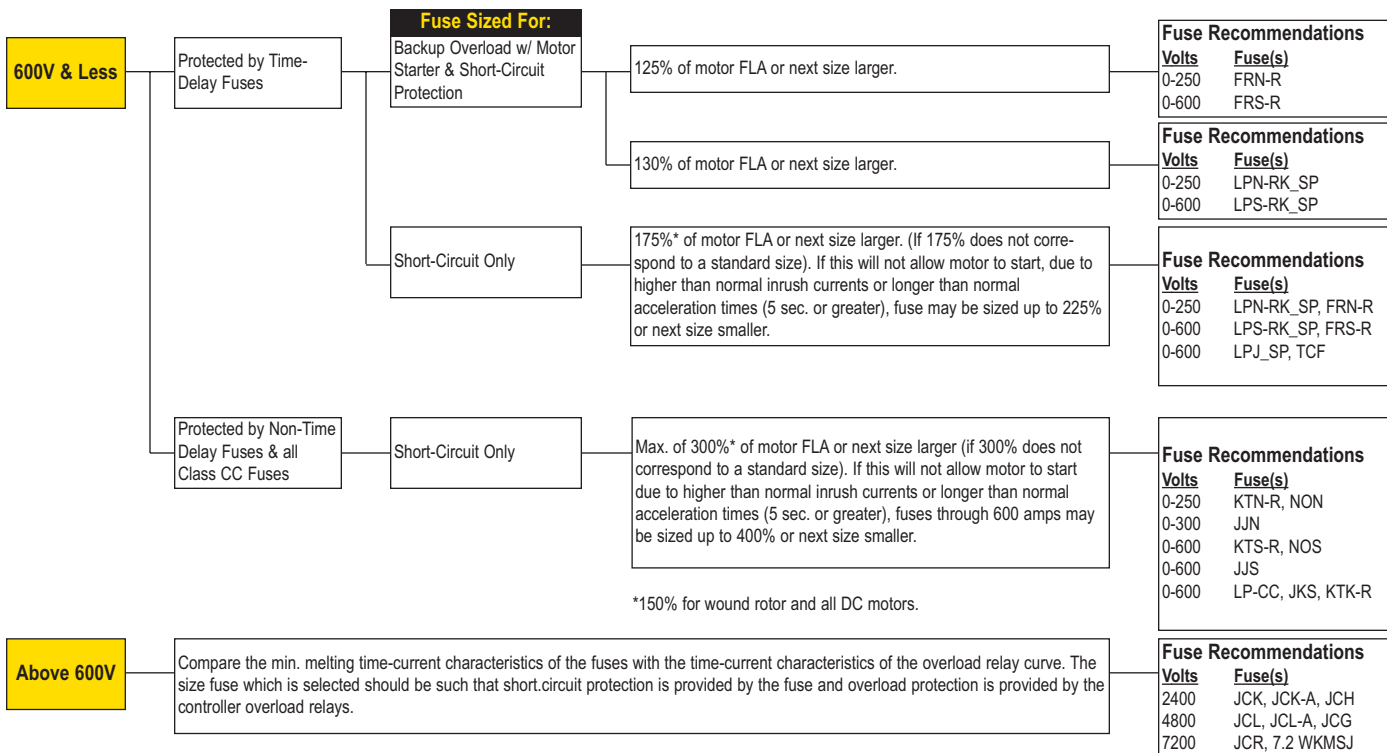 Fuse Sized For:
600V & Less
Protected by Time-
Delay Fuses
Backup Overload w/ Motor
Starter & Short-Circuit
Protection
125% of motor FLA or next size larger.
Fuse Recommendations
Volts Fuse(s)
0-250 FRN-R
0-600 FRS-R
130% of motor FLA or next size larger.
Fuse Recommendations
Volts Fuse(s)
0-250 LPN-RK_SP
0-600 LPS-RK_SP
Short-Circuit Only
175%* of motor FLA or next size larger. (If 175% does not corre-
spond to a standard size). If this will not allow motor to start, due to
higher than normal inrush currents or longer than normal
acceleration times (5 sec. or greater), fuse may be sized up to 225%
or next size smaller.
Fuse Recommendations
Volts Fuse(s)
0-250 LPN-RK_SP, FRN-R
0-600 LPS-RK_SP, FRS-R
0-600 LPJ_SP, TCF
Protected by Non-Time
Delay Fuses & all
Class CC Fuses
Short-Circuit Only
Max. of 300%* of motor FLA or next size larger (if 300% does not
correspond to a standard size). If this will not allow motor to start
due to higher than normal inrush currents or longer than normal
acceleration times (5 sec. or greater), fuses through 600 amps may
be sized up to 400% or next size smaller.
Fuse Recommendations
Volts Fuse(s)
0-250 KTN-R, NON
0-300 JJN
0-600 KTS-R, NOS
0-600 JJS
0-600 LP-CC, JKS, KTK-R
*150% for wound rotor and all DC motors.
Above 600V
Compare the min. melting time-current characteristics of the fuses with the time-current characteristics of the overload relay curve. The
size fuse which is selected should be such that short.circuit protection is provided by the fuse and overload protection is provided by the
controller overload relays.
Fuse Recommendations
Volts Fuse(s)
2400 JCK, JCK-A, JCH
4800 JCL, JCL-A, JCG
7200 JCR, 7.2 WKMSJ